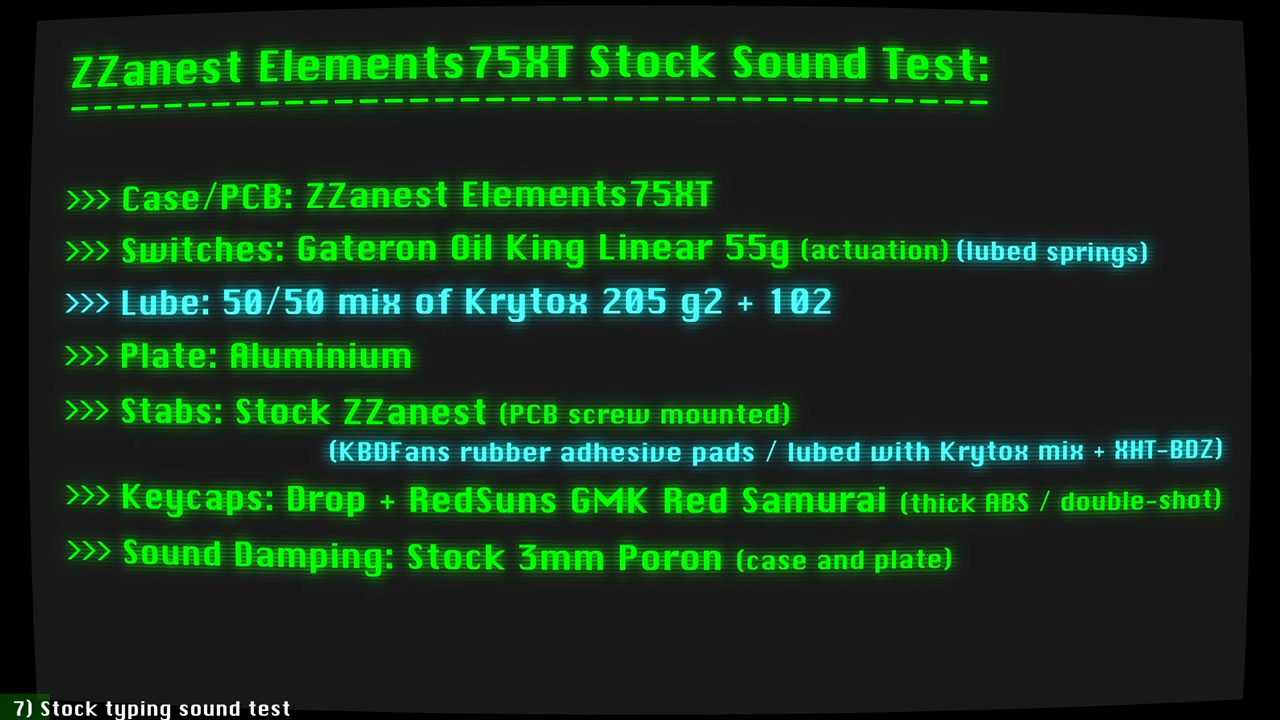 ZZanest Elements75XT Stock Sound Test:
>>> Case/PCB: ZZanest Elements75XT
>>> Switches: Gateron Oil King Linear 55g (actuation) (lubed springs)
>>> Lube: 50/50 mix of Krytox 205 g2 + 102
>>> Plate: Aluminium
>>> Stabs: Stock ZZanest (PCB screw mounted)
(KBDFans rubber adhesive pads / lubed with Krytox mix + XHT-BDZ)
>>> Keycaps: Drop + RedSuns GMK Red Samurai (thick ABS / double-shot)
>>> Sound Damping: Stock 3mm Poron (case and plate)
7) Stock typing sound test